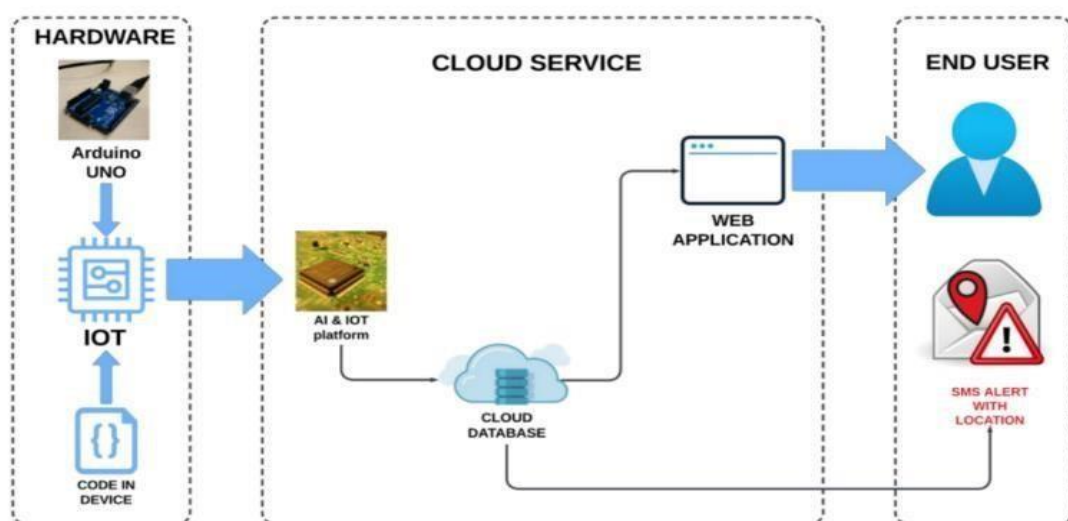 HARDWARE
Arduino
UNO
IOT
CODE IN
DEVICE
CLOUD SERVICE
AI & IOT
platform
CLOUD
DATABASE
WEB
APPLICATION
END USER
SMS ALERT
WITH
LOCATION